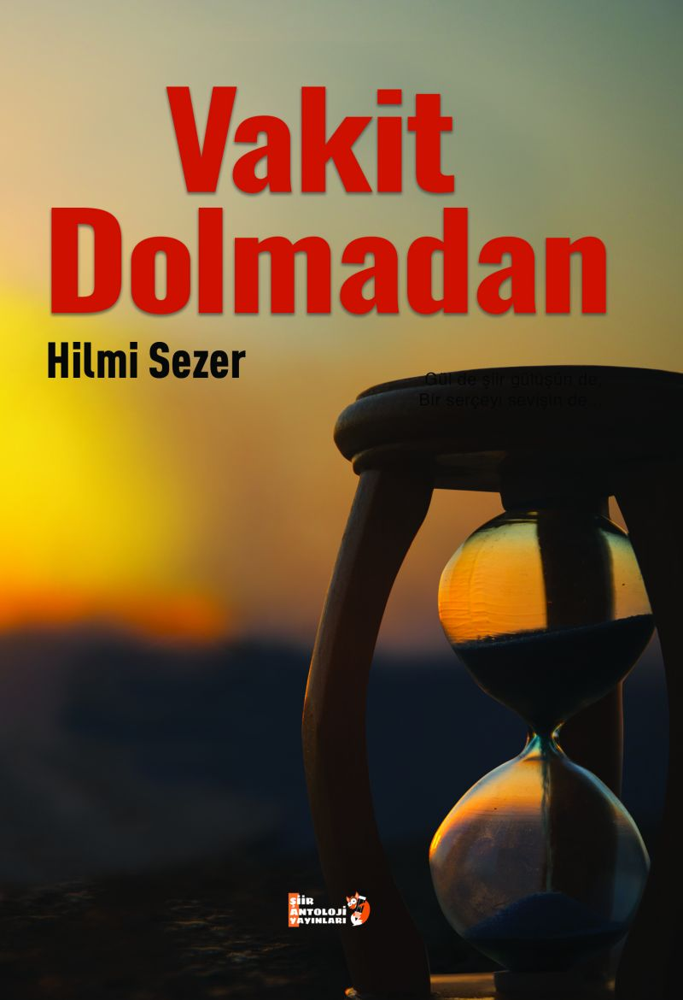 Vakit
Dolmadan
Hilmi Sezer
Gül de şiir gülüşün de,
Bir serçeyi sevişin de...
ŞİİR
ANTOLOJİ
YAYINLARI